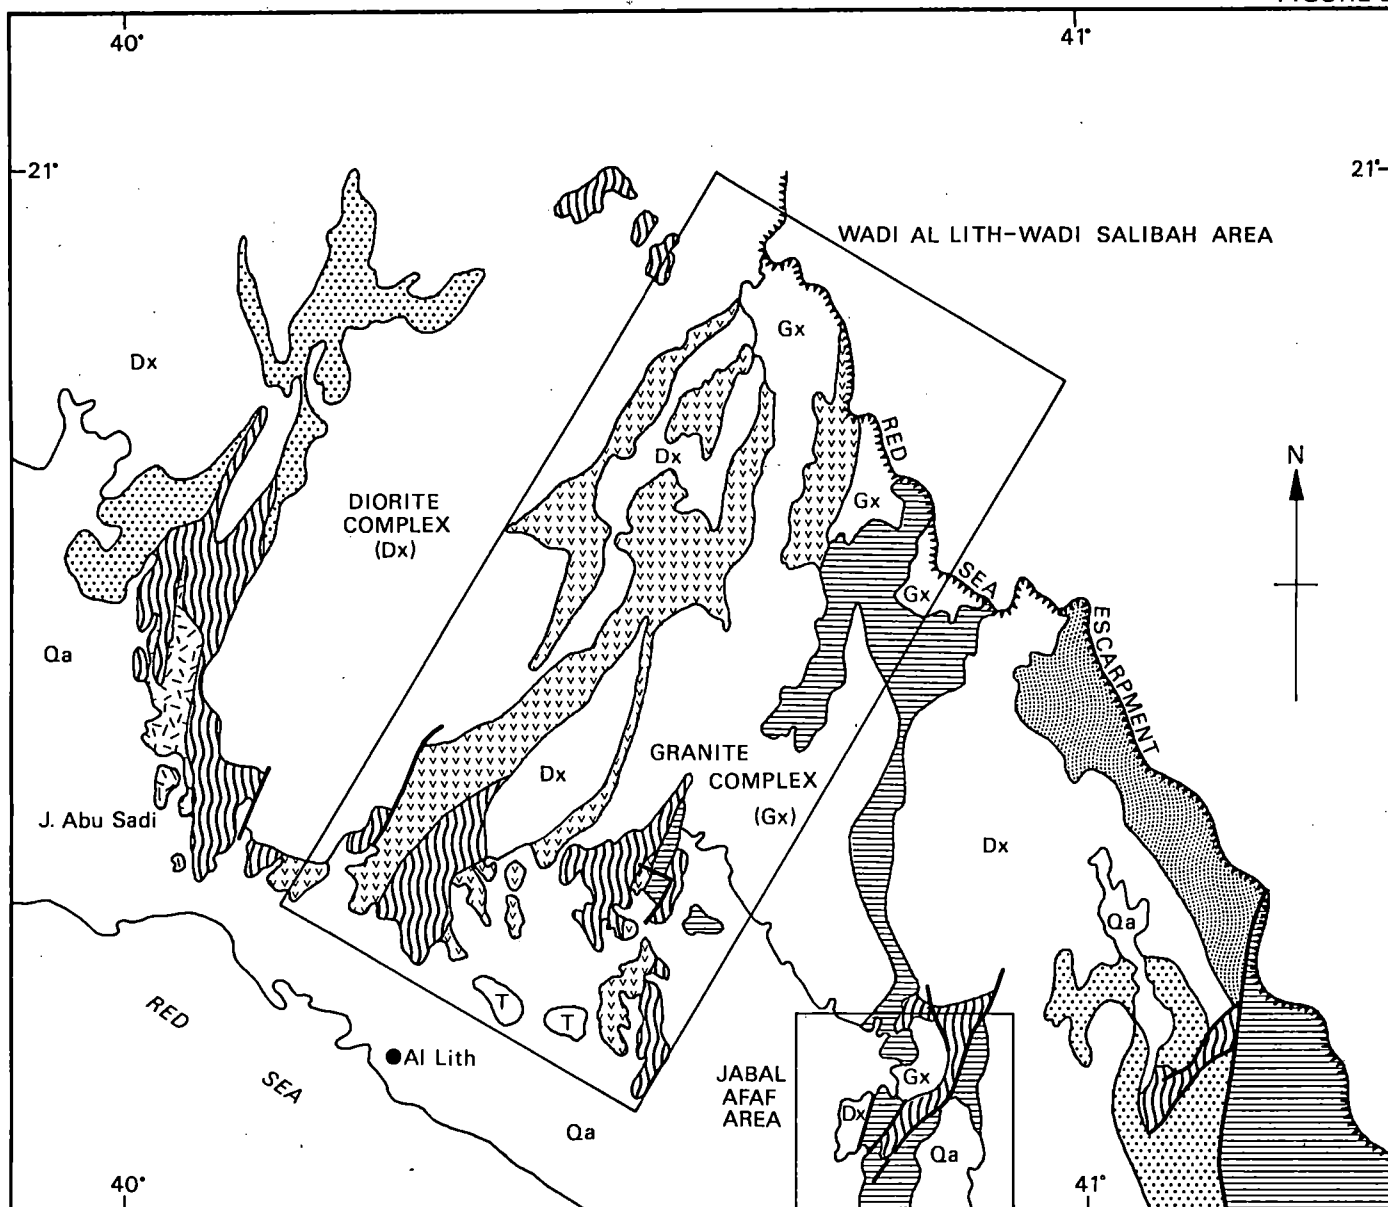 40°
41°
21°
21°
WADI AL LITH-WADI SALIBAH AREA
Gx
Dx
RED
Dx
DIORITE
COMPLEX
(Dx)
Gx
SEA
Gx
ESCARPMENT
N
Qa
GRANITE
COMPLEX
(Gx)
Dx
J. Abu Sadi
Dx
Qa
RED
SEA
T
T
Al Lith
JABAL
AFAF
AREA
Gx
Dx
Qa
Qa
40°
41°